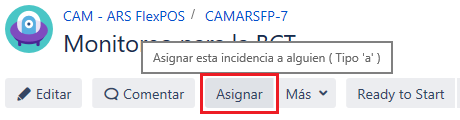 CAM - ARS FlexPOS / CAMARSFP-7
Monitoreo para la BCT
Asignar esta incidencia a alguien ( Tipo 'a' )
Editar Comentar Asignar Más Ready to Start